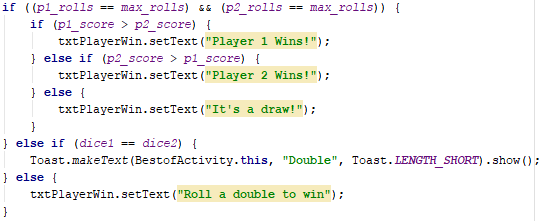 if ((p1_rolls == max_rolls) && (p2_rolls == max_rolls)) {
    if (p1_score > p2_score) {
        txtPlayerWin.setText("Player 1 Wins!");
    } else if (p2_score > p1_score) {
        txtPlayerWin.setText("Player 2 Wins!");
    } else {
        txtPlayerWin.setText("It's a draw!");
    }
} else if (dice1 == dice2) {
    Toast.makeText(BestofActivity.this, "Double", Toast.LENGTH_SHORT).show();
} else {
    txtPlayerWin.setText("Roll a double to win");
}